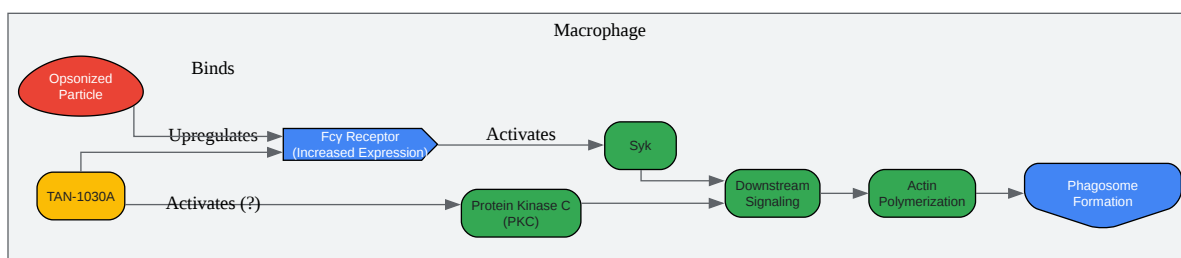 Macrophage
Binds
Opsonized
Particle
Upregulates
Fcγ Receptor
(Increased Expression)
Activates
Syk
TAN-1030A
Activates (?)
Protein Kinase C
(PKC)
Downstream
Signaling
Actin
Polymerization
Phagosome
Formation